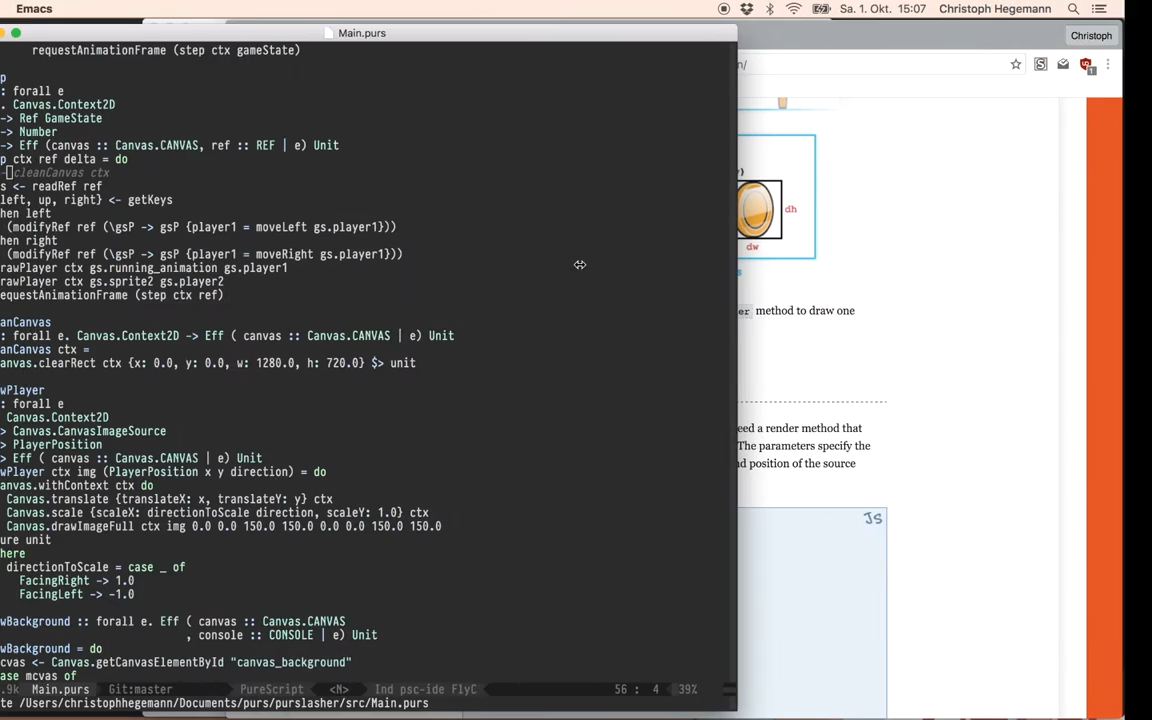 Emacs
Sa. 1. Okt. 15:07 Christoph Hegemann
Main.purs
Christoph
requestAnimationFrame (step ctx gameState)
n/
p
: forall e
. Canvas.Context2D
-> Ref GameState
-> Number
-> Eff (canvas :: Canvas.CANVAS, ref :: REF | e) Unit
p ctx ref delta = do
cleanCanvas ctx
s <- readRef ref
left, up, right} <- getKeys
hen left
(modifyRef ref (\gsP -> gsP {player1 = moveLeft gs.player1}))
hen right
(modifyRef ref (\gsP -> gsP {player1 = moveRight gs.player1}))
rawPlayer ctx gs.running_animation gs.player1
rawPlayer ctx gs.sprite2 gs.player2
equestAnimationFrame (step ctx ref)
anCanvas
: forall e. Canvas.Context2D -> Eff ( canvas :: Canvas.CANVAS | e) Unit
anCanvas ctx =
anvas.clearRect ctx {x: 0.0, y: 0.0, w: 1280.0, h: 720.0} $> unit
wPlayer
: forall e
Canvas.Context2D
> Canvas.CanvasImageSource
> PlayerPosition
> Eff ( canvas :: Canvas.CANVAS | e) Unit
wPlayer ctx img (PlayerPosition x y direction) = do
anvas.withContext ctx do
Canvas.translate {translateX: x, translateY: y} ctx
Canvas.scale {scaleX: directionToScale direction, scaleY: 1.0} ctx
Canvas.drawImageFull ctx img 0.0 0.0 150.0 150.0 0.0 0.0 150.0 150.0
ure unit
here
directionToScale = case _ of
FacingRight -> 1.0
FacingLeft -> -1.0
wBackground :: forall e. Eff ( canvas :: Canvas.CANVAS
, console :: CONSOLE | e) Unit
wBackground = do
cvas <- Canvas.getCanvasElementById "canvas_background"
ase mcvas of
.9k Main.purs Git:master PureScript <N> Ind psc-ide FlyC 56 : 4 39%
te /Users/christophhegemann/Documents/purs/purslasher/src/Main.purs
)
dh
dw
s
er method to draw one
eed a render method that
The parameters specify the
nd position of the source
JS